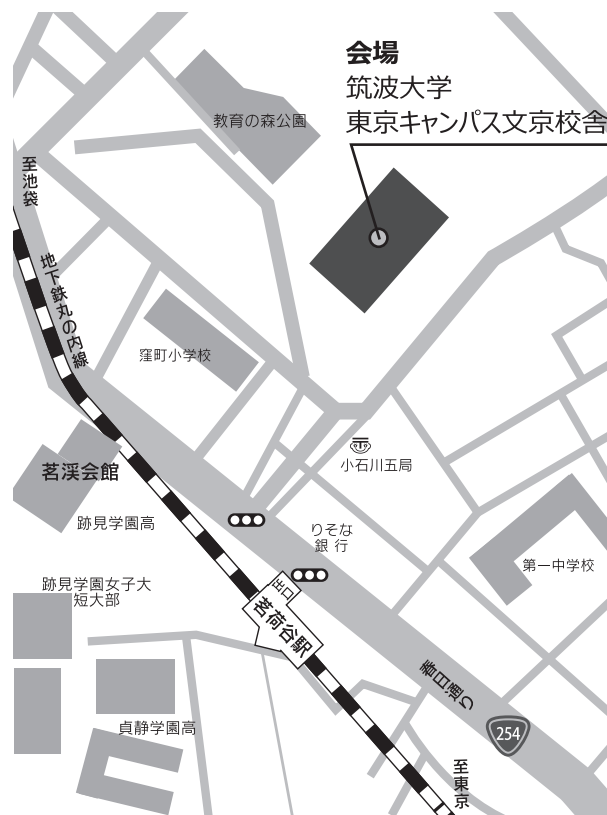 会場
筑波大学
東京キャンパス文京校舎
教育の森公園
至池袋
地下鉄丸の内線
窪町小学校
茗渓会館
小石川五局
跡見学園高
りそな
銀行
第一中学校
跡見学園女子大
短大部
出口
茗荷谷駅
春日通り
254
貞静学園高
至東京